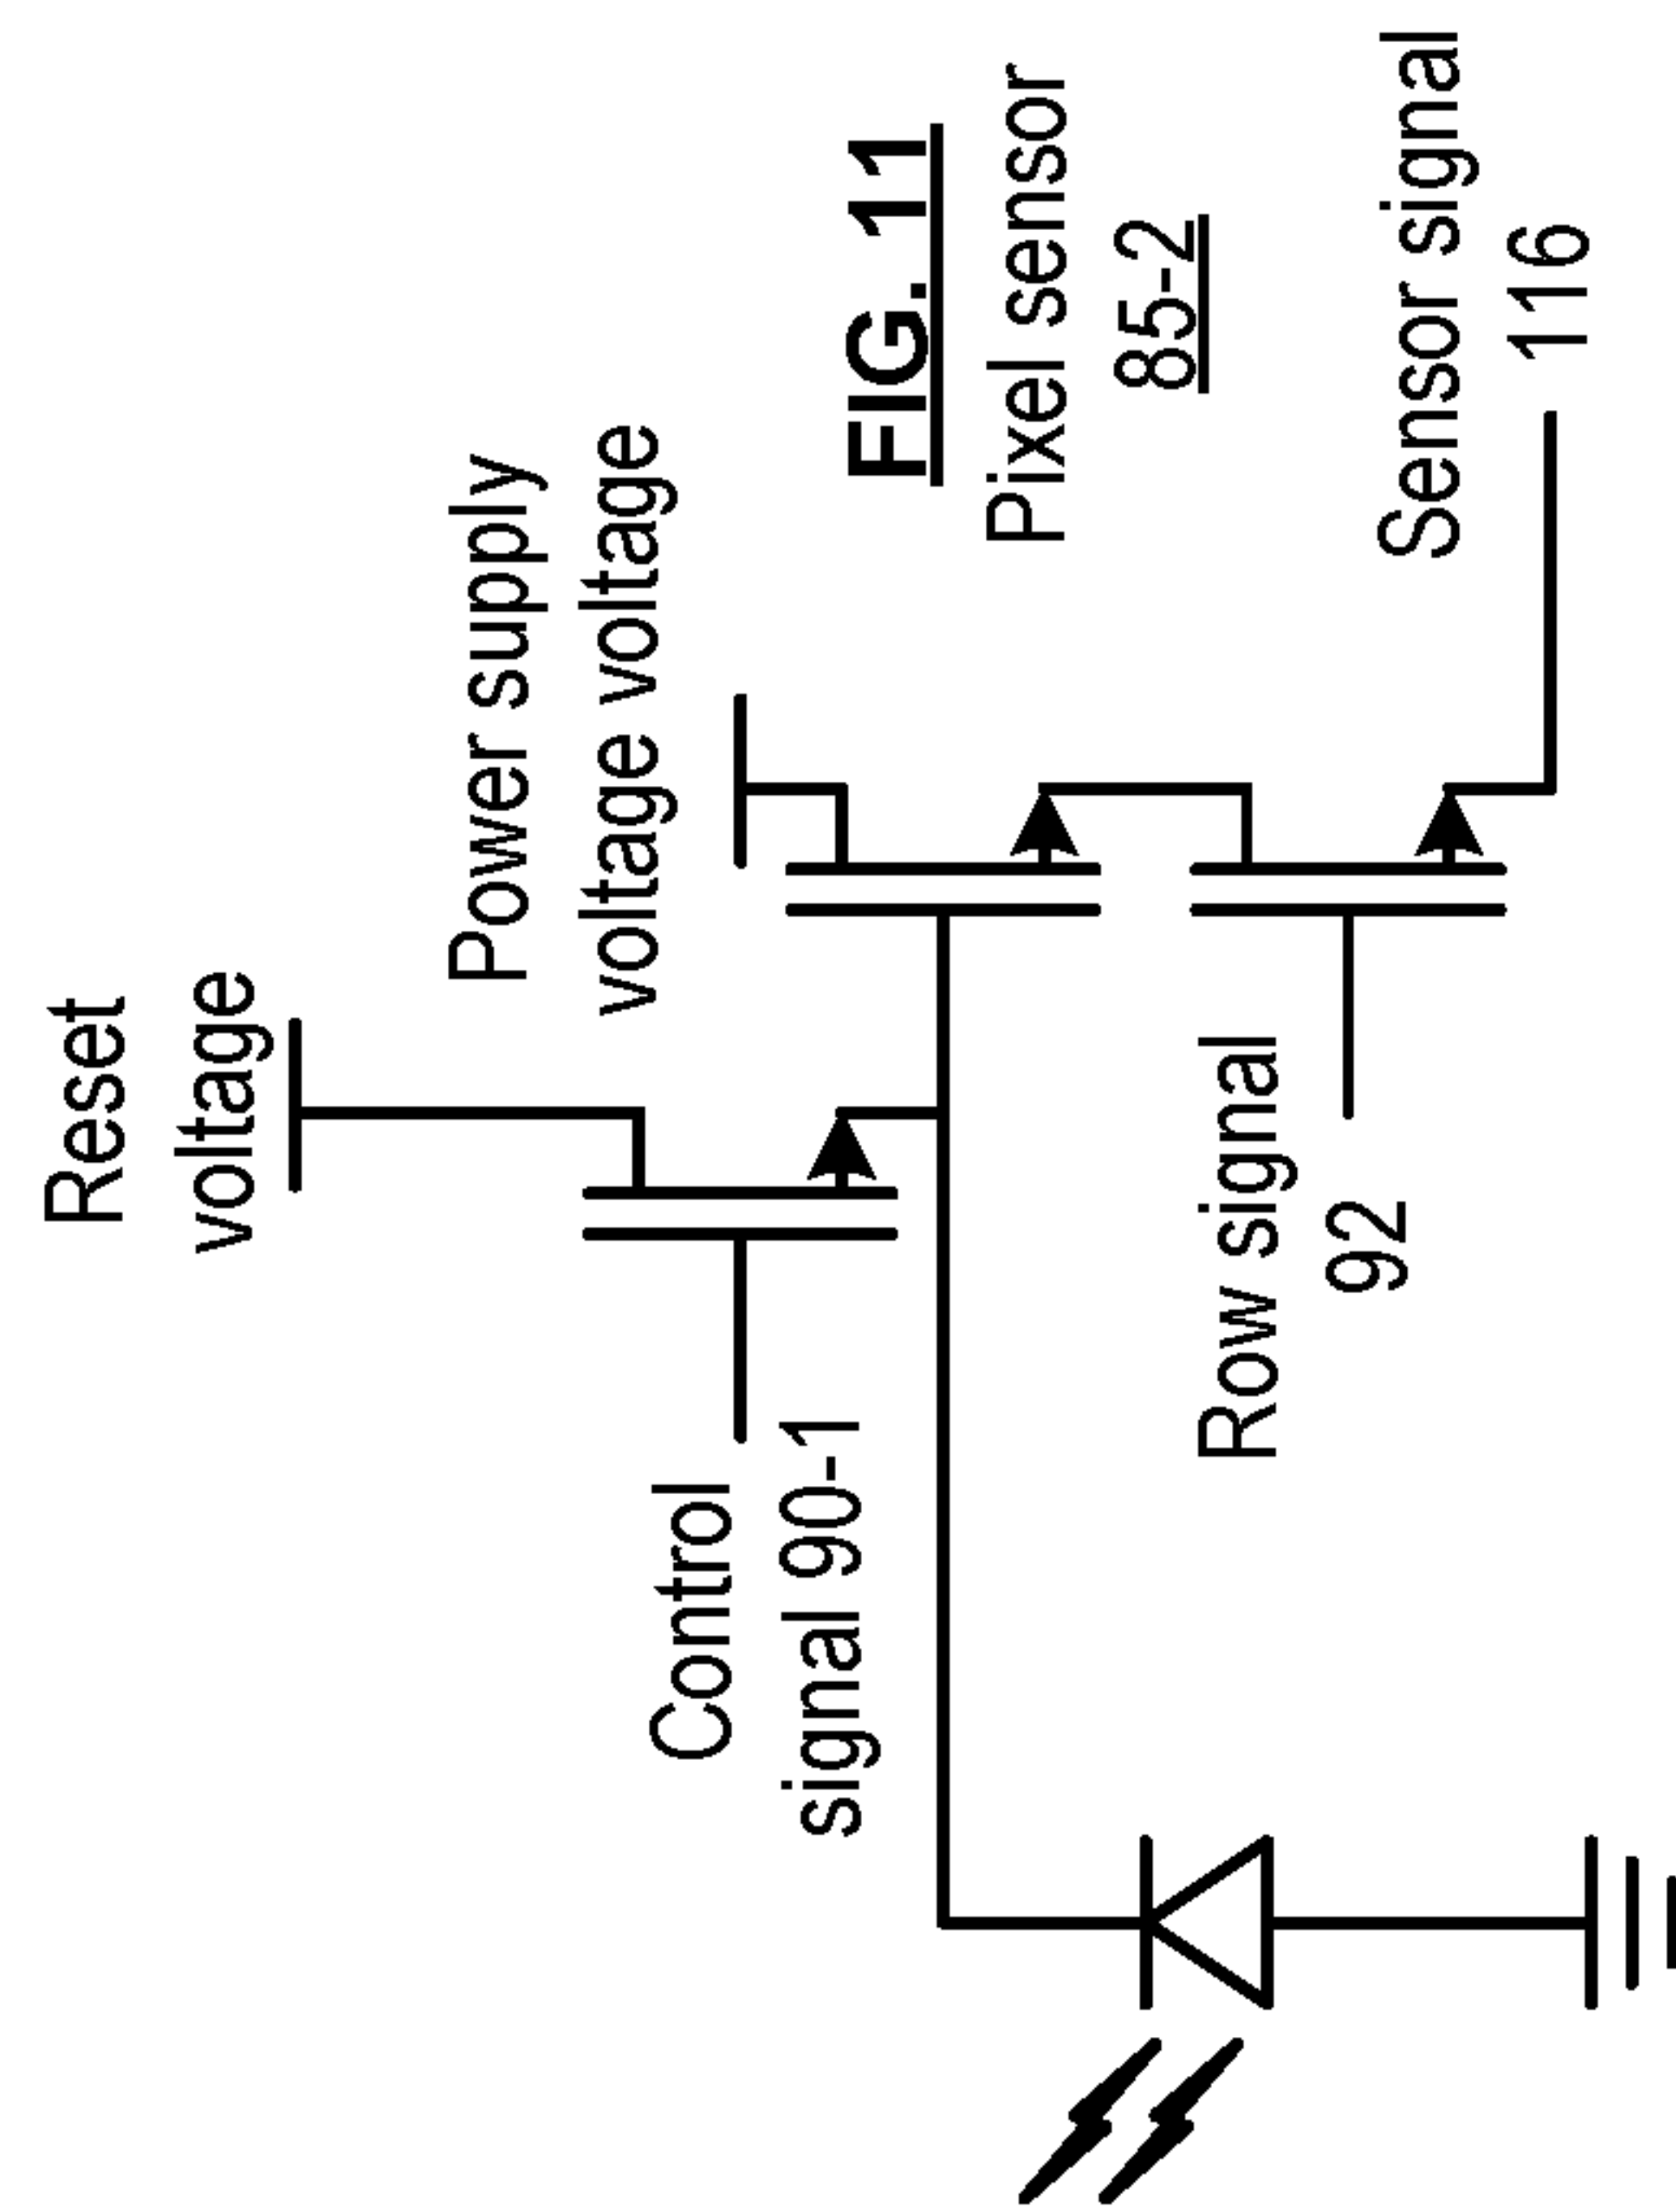 Reset
voltage
Power supply
voltage voltage
Control
signal 90-1
FIG. 11
Pixel sensor
85-2
Row signal
92
Sensor signal
116